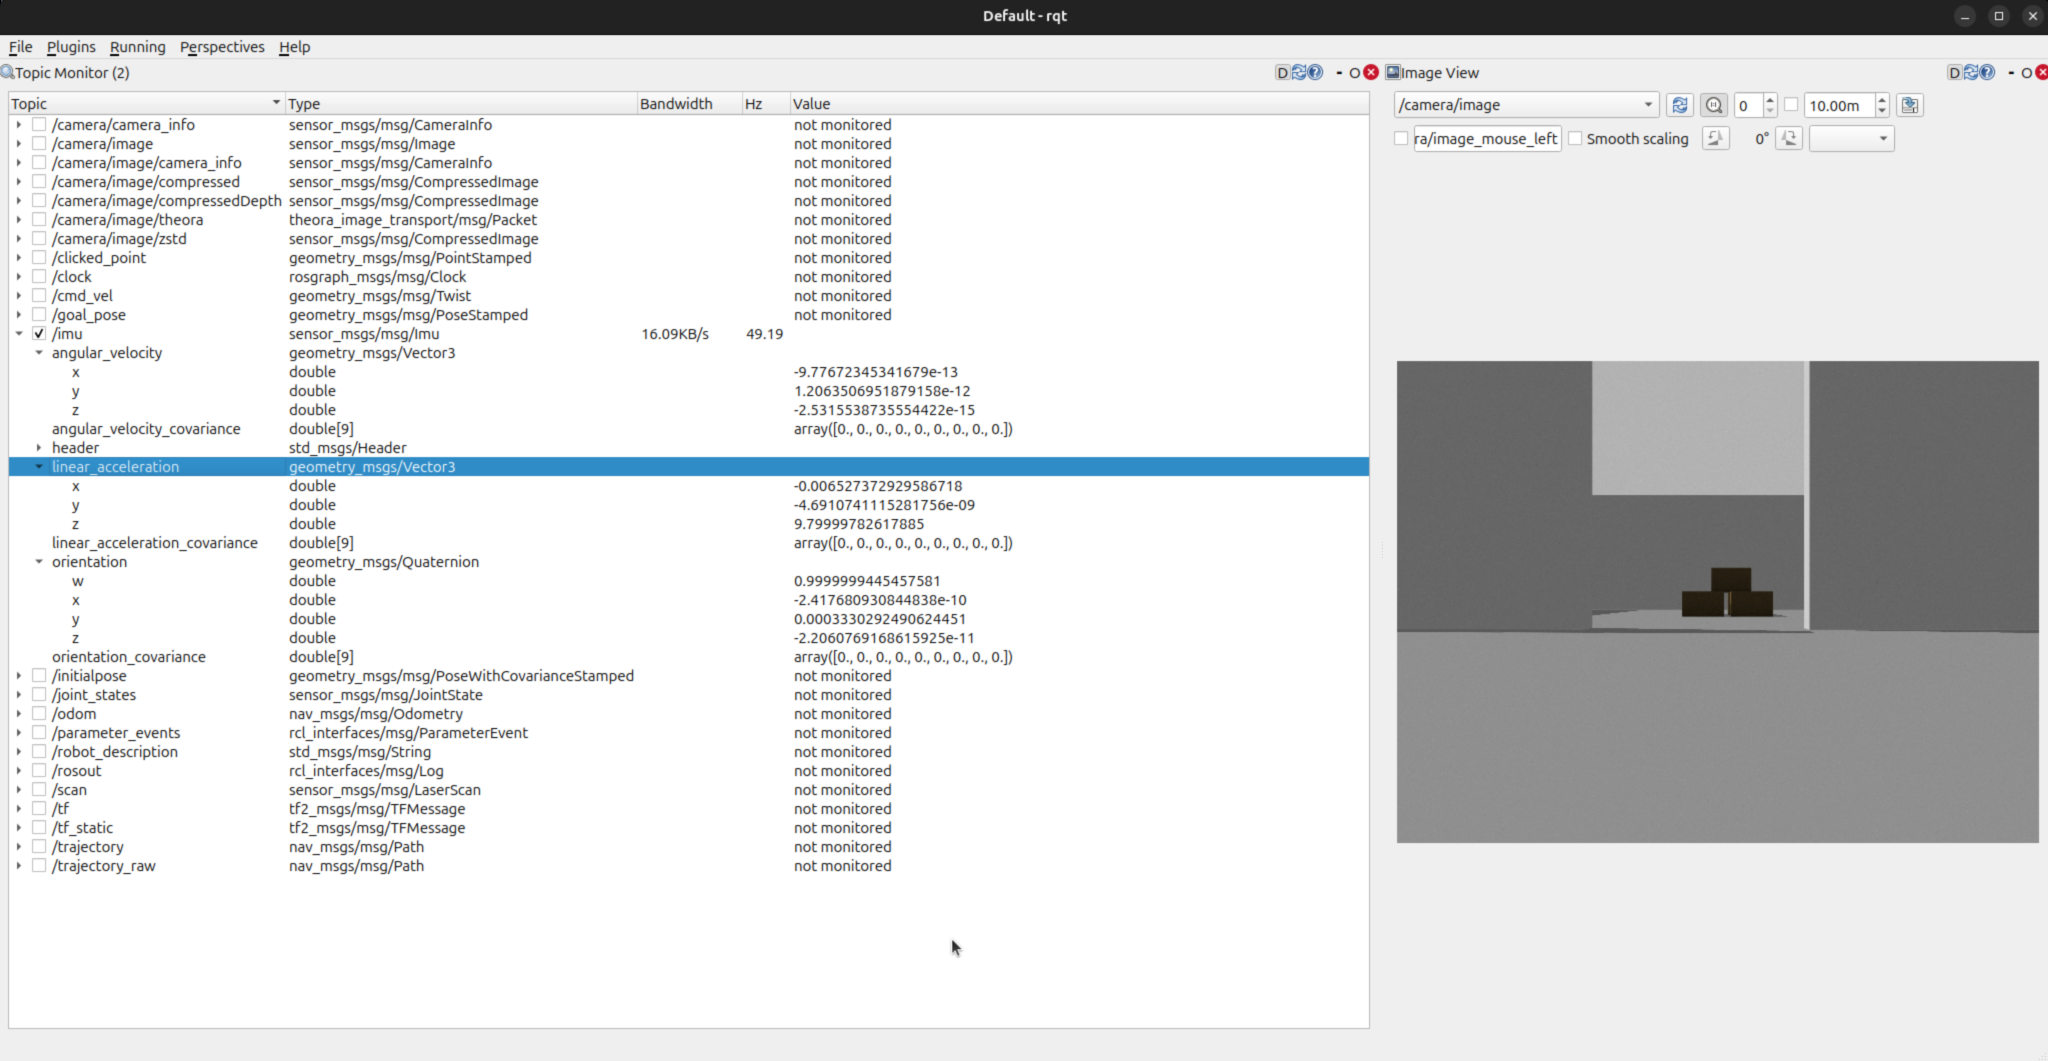 Default - rqt
File Plugins Running Perspectives Help
Topic Monitor (2) D - O
Topic Type Bandwidth Hz Value
/camera/camera_info sensor_msgs/msg/CameraInfo not monitored
/camera/image sensor_msgs/msg/Image not monitored
/camera/image/camera_info sensor_msgs/msg/CameraInfo not monitored
/camera/image/compressed sensor_msgs/msg/CompressedImage not monitored
/camera/image/compressedDepth sensor_msgs/msg/CompressedImage not monitored
/camera/image/theora theora_image_transport/msg/Packet not monitored
/camera/image/zstd sensor_msgs/msg/CompressedImage not monitored
/clicked_point geometry_msgs/msg/PointStamped not monitored
/clock rosgraph_msgs/msg/Clock not monitored
/cmd_vel geometry_msgs/msg/Twist not monitored
/goal_pose geometry_msgs/msg/PoseStamped not monitored
/imu sensor_msgs/msg/Imu 16.09KB/s 49.19
angular_velocity geometry_msgs/Vector3
x double -9.77672345341679e-13
y double 1.2063506951879158e-12
z double -2.5315538735554422e-15
angular_velocity_covariance double[9] array([0., 0., 0., 0., 0., 0., 0., 0., 0.])
header std_msgs/Header
linear_acceleration geometry_msgs/Vector3
x double -0.006527372929586718
y double -4.6910741115281756e-09
z double 9.79999782617885
linear_acceleration_covariance double[9] array([0., 0., 0., 0., 0., 0., 0., 0., 0.])
orientation geometry_msgs/Quaternion
w double 0.9999999445457581
x double -2.417680930844838e-10
y double 0.0003330292490624451
z double -2.2060769168615925e-11
orientation_covariance double[9] array([0., 0., 0., 0., 0., 0., 0., 0., 0.])
/initialpose geometry_msgs/msg/PoseWithCovarianceStamped not monitored
/joint_states sensor_msgs/msg/JointState not monitored
/odom nav_msgs/msg/Odometry not monitored
/parameter_events rcl_interfaces/msg/ParameterEvent not monitored
/robot_description std_msgs/msg/String not monitored
/rosout rcl_interfaces/msg/Log not monitored
/scan sensor_msgs/msg/LaserScan not monitored
/tf tf2_msgs/msg/TFMessage not monitored
/tf_static tf2_msgs/msg/TFMessage not monitored
/trajectory nav_msgs/msg/Path not monitored
/trajectory_raw nav_msgs/msg/Path not monitored
Image View D - O
/camera/image 0 10.00m
ra/image_mouse_left Smooth scaling 0°